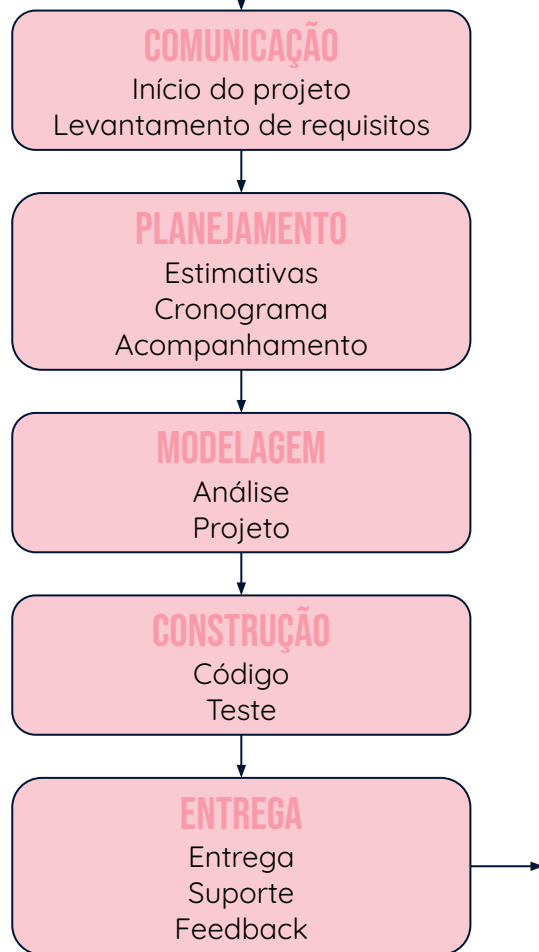 COMUNICAÇÃO
Início do projeto
Levantamento de requisitos
PLANEJAMENTO
Estimativas
Cronograma
Acompanhamento
MODELAGEM
Análise
Projeto
CONSTRUÇÃO
Código
Teste
ENTREGA
Entrega
Suporte
Feedback